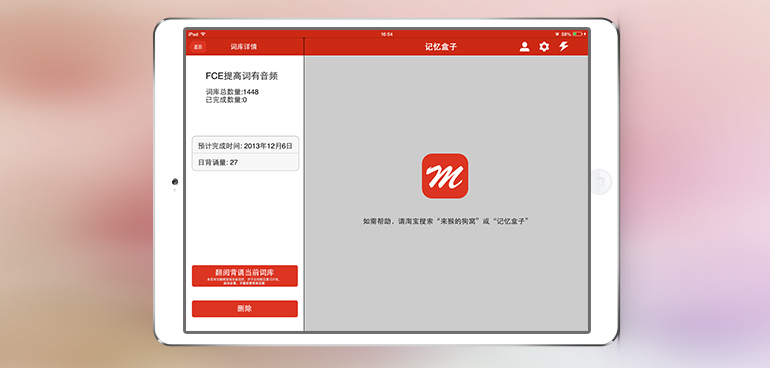 iPad
16:54
38%
返回
词库详情
记忆盒子
FCE提高词有音频
词库总数量:1448
已完成数量:0
预计完成时间: 2013年12月6日
日背诵量: 27
m
如需帮助，请淘宝搜索“来猴的狗窝”或“记忆盒子”
翻阅背诵当前词库
删除